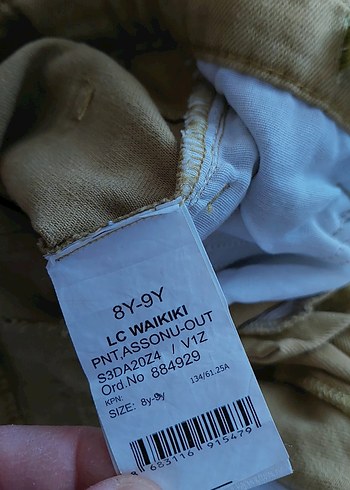 8Y-9Y
LC WAIKIKI
PNT.ASSONU-OUT
S3DA20Z4 / V1Z
Ord.No 884929
KPN: 134/61.25A
SIZE: 8y-9y
8 683116 915479